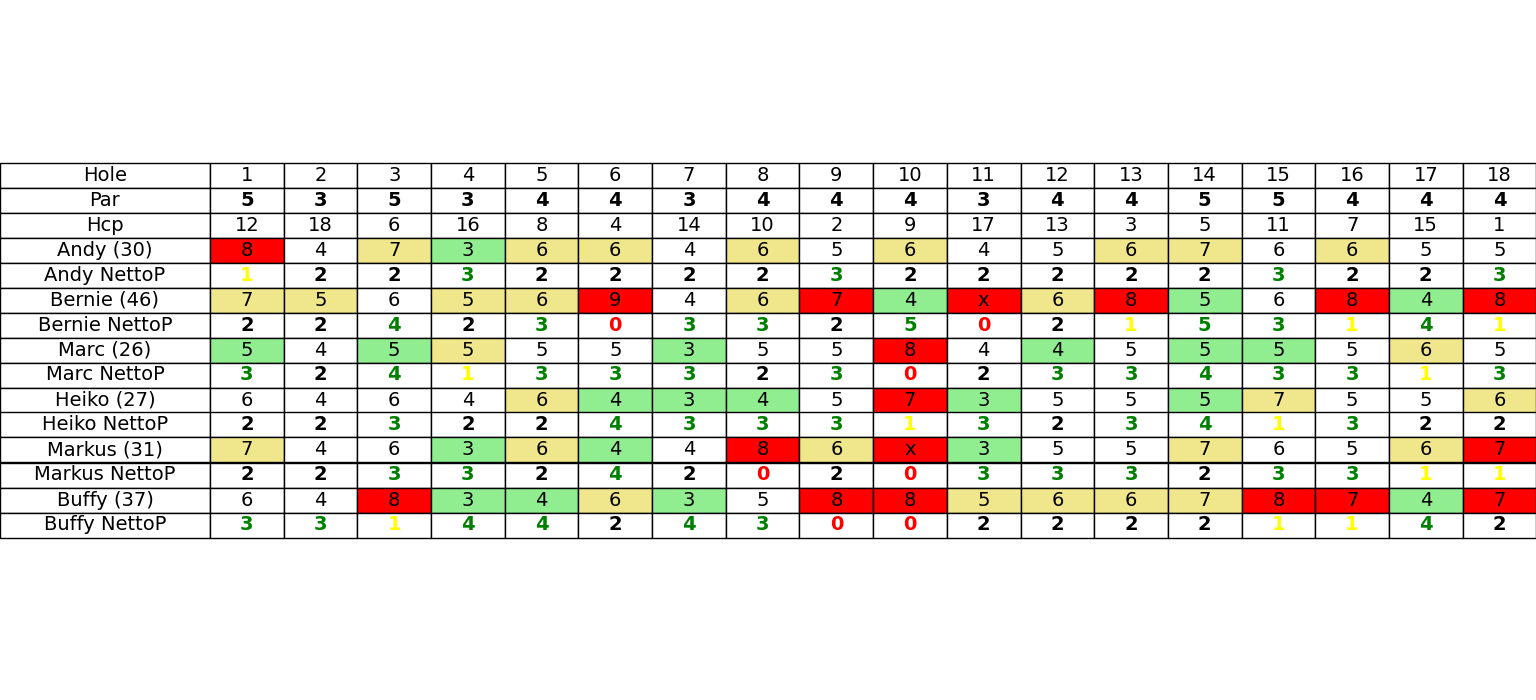 Hole 1 2 3 4 5 6 7 8 9 10 11 12 13 14 15 16 17 18
Par 5 3 5 3 4 4 3 4 4 4 3 4 4 5 5 4 4 4
Hcp 12 18 6 16 8 4 14 10 2 9 17 13 3 5 11 7 15 1
Andy (30) 8 4 7 3 6 6 4 6 5 6 4 5 6 7 6 6 5 5
Andy NettoP 1 2 2 3 2 2 2 2 3 2 2 2 2 2 3 2 2 3
Bernie (46) 7 5 6 5 6 9 4 6 7 4 x 6 8 5 6 8 4 8
Bernie NettoP 2 2 4 2 3 0 3 3 2 5 0 2 1 5 3 1 4 1
Marc (26) 5 4 5 5 5 5 3 5 5 8 4 4 5 5 5 5 6 5
Marc NettoP 3 2 4 1 3 3 3 2 3 0 2 3 3 4 3 3 1 3
Heiko (27) 6 4 6 4 6 4 3 4 5 7 3 5 5 5 7 5 5 6
Heiko NettoP 2 2 3 2 2 4 3 3 3 1 3 2 3 4 1 3 2 2
Markus (31) 7 4 6 3 6 4 4 8 6 x 3 5 5 7 6 5 6 7
Markus NettoP 2 2 3 3 2 4 2 0 2 0 3 3 3 2 3 3 1 1
Buffy (37) 6 4 8 3 4 6 3 5 8 8 5 6 6 7 8 7 4 7
Buffy NettoP 3 3 1 4 4 2 4 3 0 0 2 2 2 2 1 1 4 2